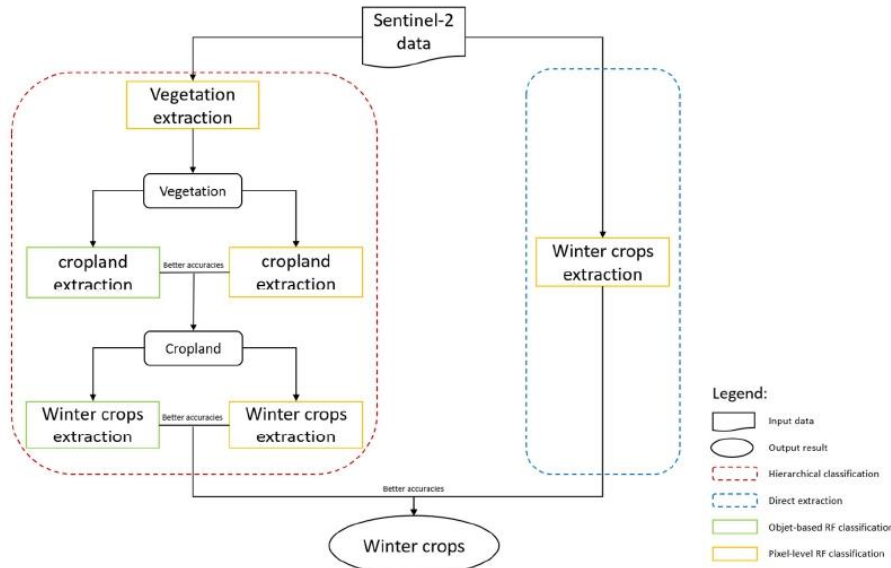 Sentinel-2
data
Vegetation
extraction
Vegetation
cropland
extraction
Better accuracies
cropland
extraction
Winter crops
extraction
Cropland
Winter crops
extraction
Better accuracies
Winter crops
extraction
Better accuracies
Winter crops
Legend:
Input data
Output result
Hierarchical classification
Direct extraction
Objet-based RF classification
Pixel-level RF classification